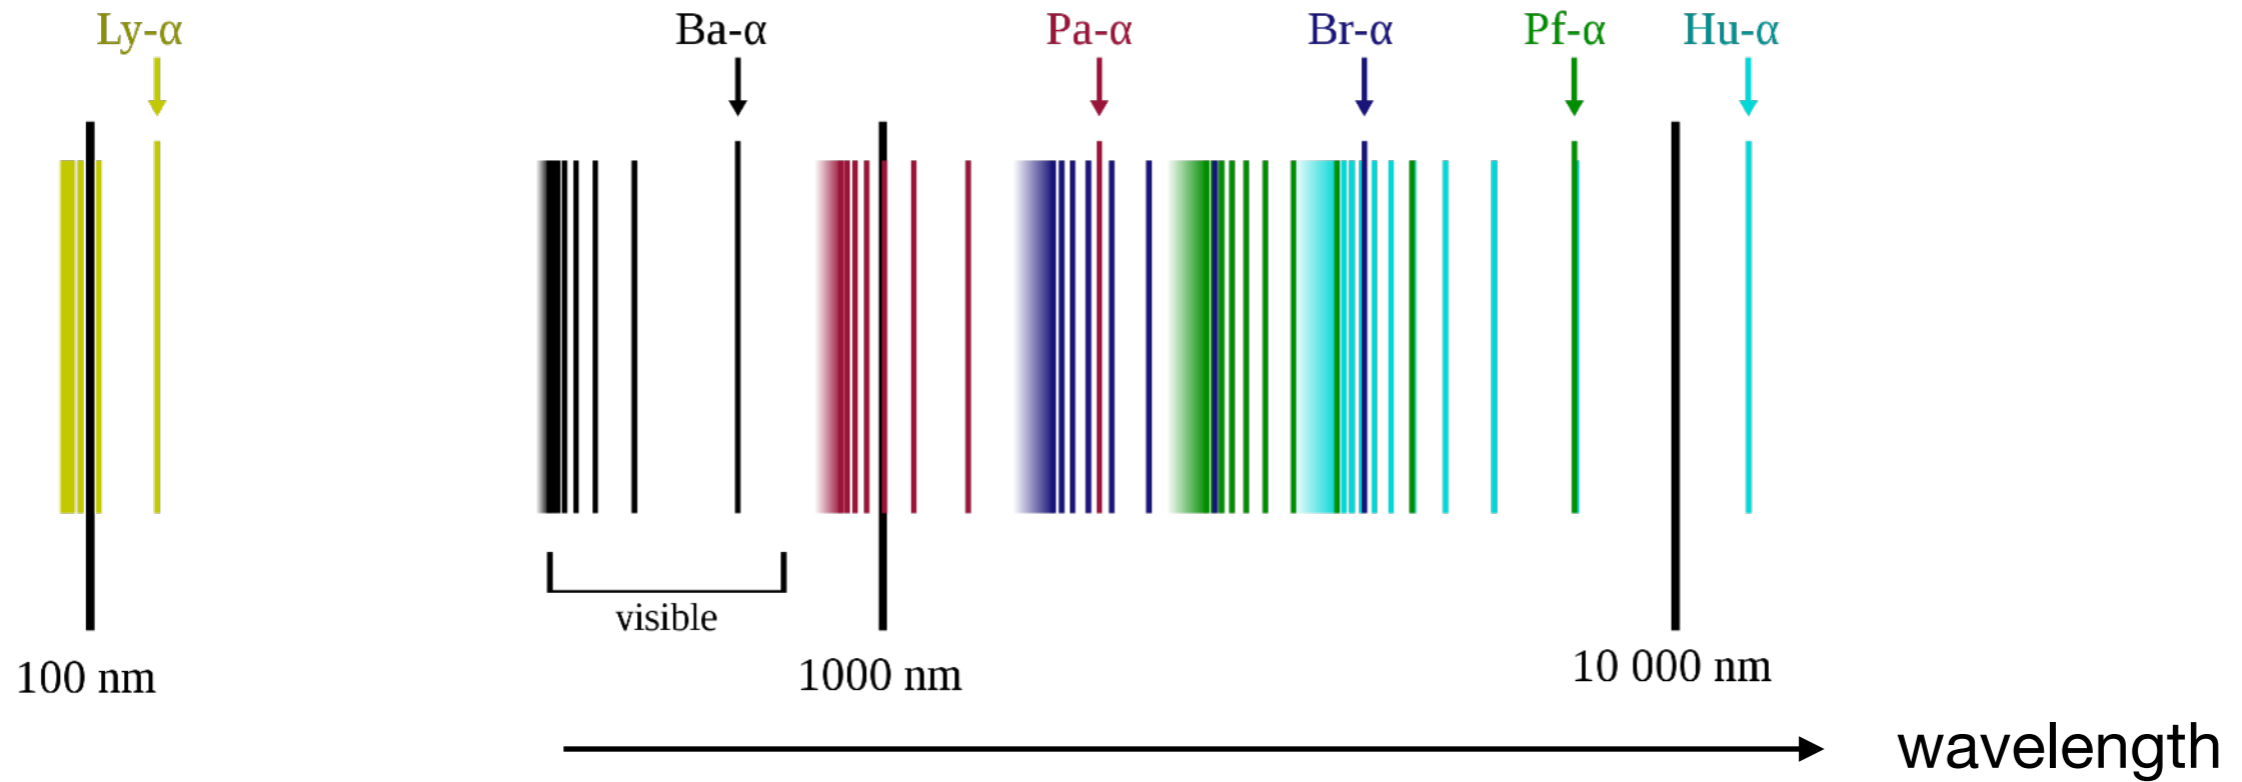 Ly-α
Ba-α
Pa-α
Br-α
Pf-α
Hu-α
visible
100 nm
1000 nm
10 000 nm
wavelength